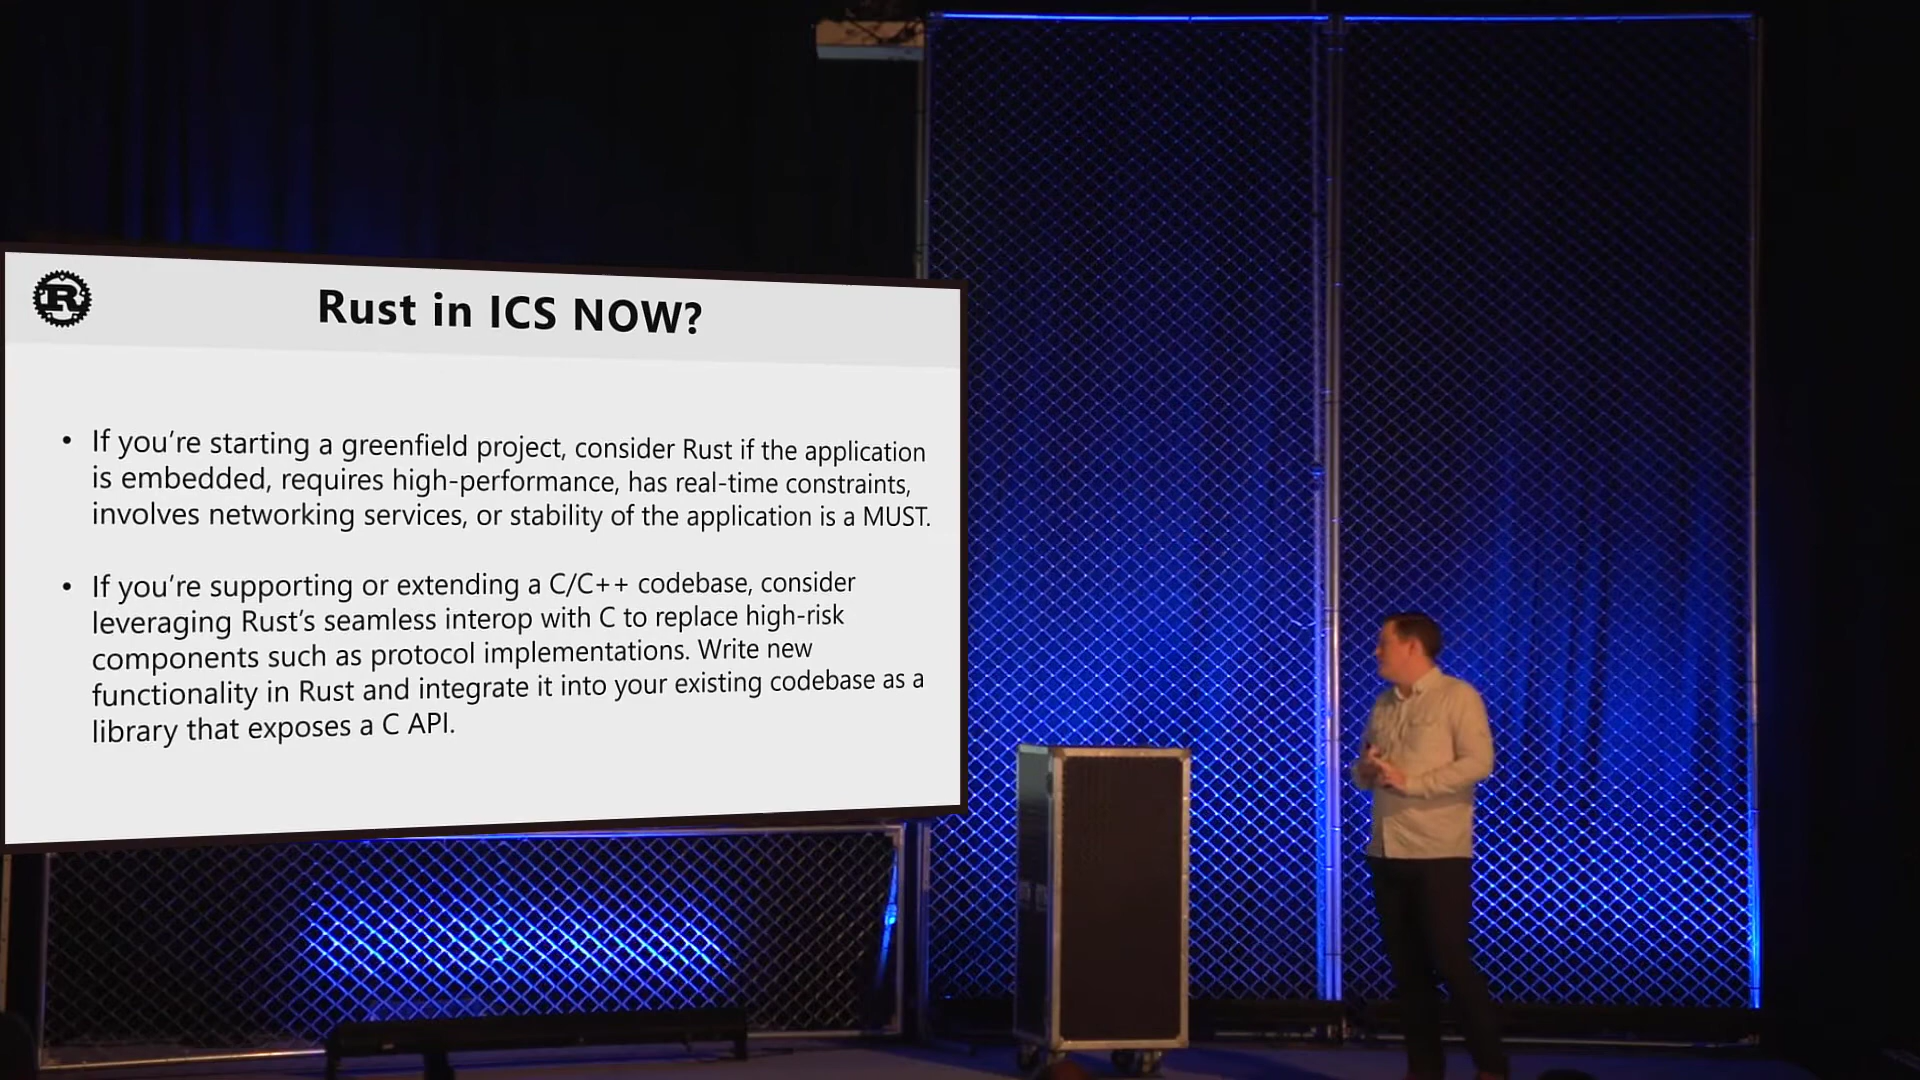 R
Rust in ICS NOW?
• If you’re starting a greenfield project, consider Rust if the application
is embedded, requires high-performance, has real-time constraints,
involves networking services, or stability of the application is a MUST.
• If you’re supporting or extending a C/C++ codebase, consider
leveraging Rust’s seamless interop with C to replace high-risk
components such as protocol implementations. Write new
functionality in Rust and integrate it into your existing codebase as a
library that exposes a C API.